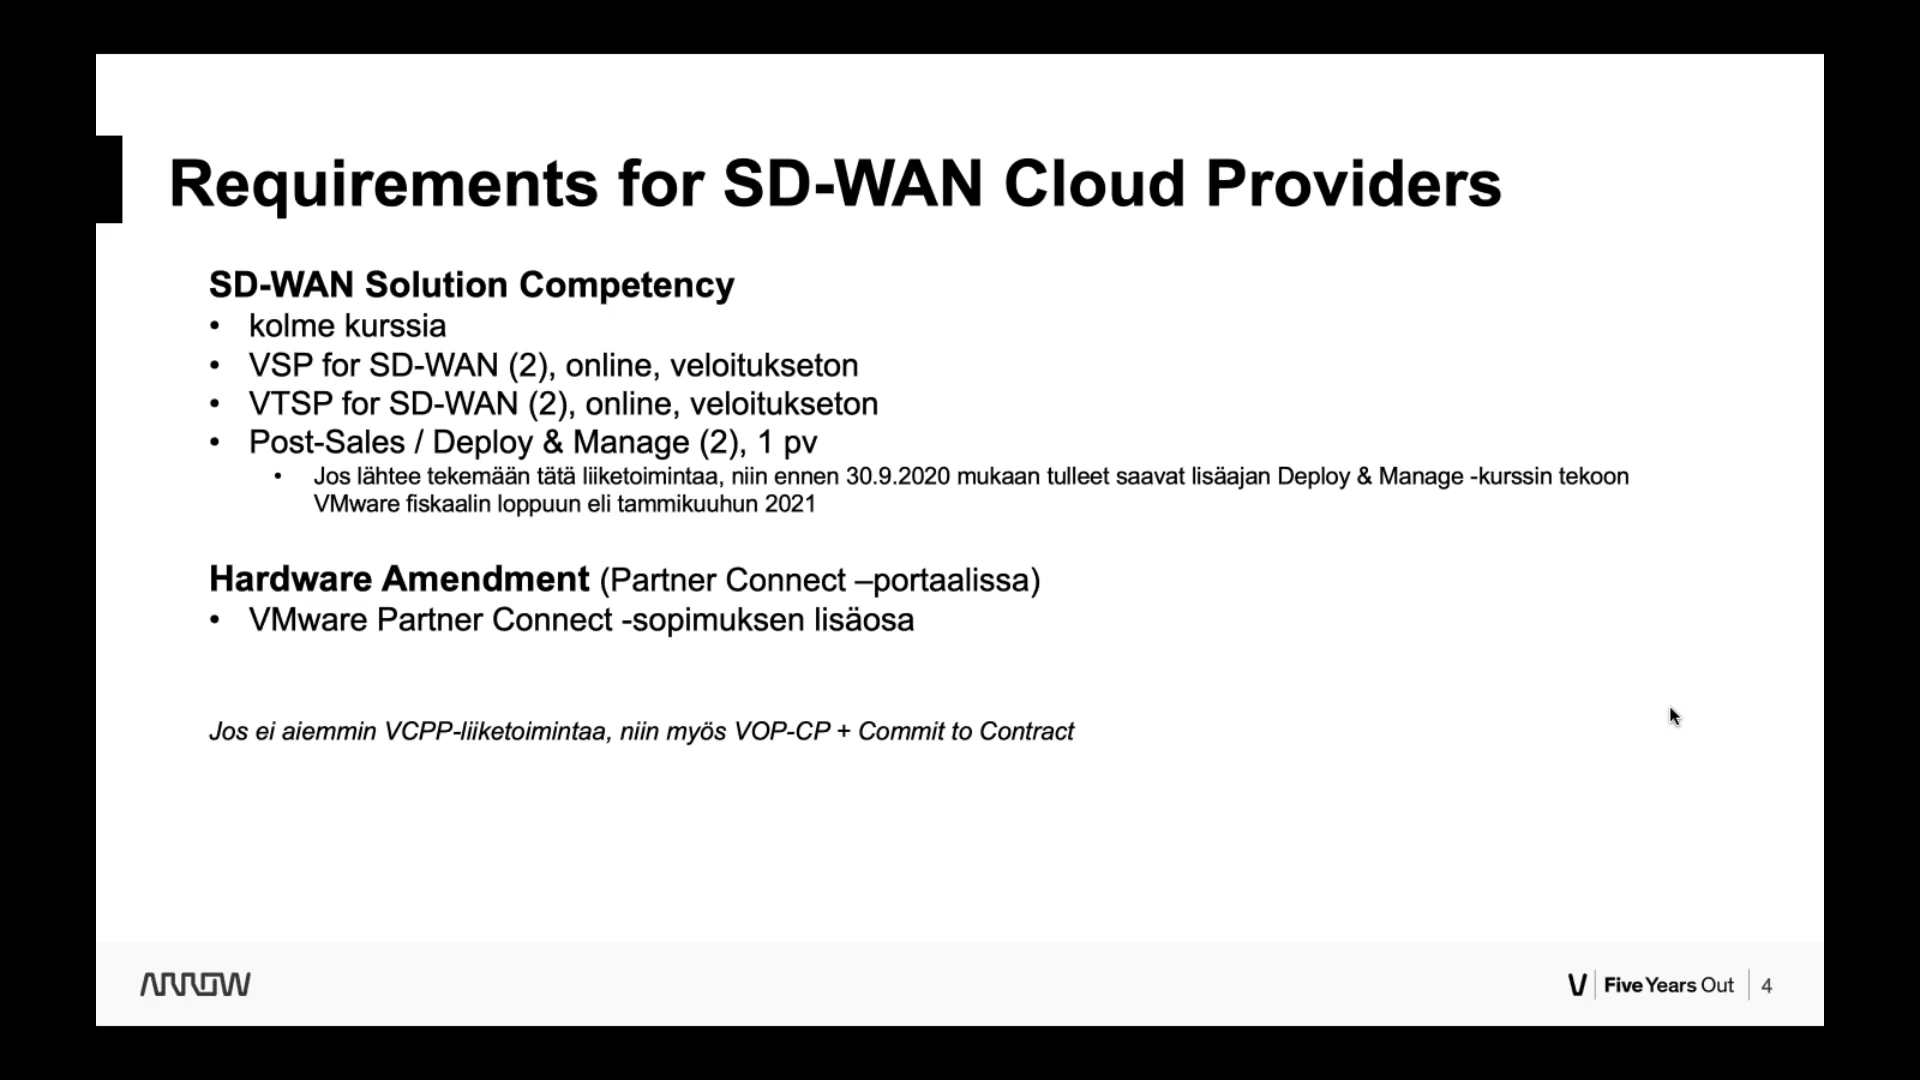 Requirements for SD-WAN Cloud Providers
SD-WAN Solution Competency
• kolme kurssia
• VSP for SD-WAN (2), online, veloitukseton
• VTSP for SD-WAN (2), online, veloitukseton
• Post-Sales / Deploy & Manage (2), 1 pv
• Jos lähtee tekemään tätä liiketoimintaa, niin ennen 30.9.2020 mukaan tulleet saavat lisäajan Deploy & Manage -kurssin tekoon
VMware fiskaalin loppuun eli tammikuuhun 2021
Hardware Amendment (Partner Connect –portaalissa)
• VMware Partner Connect -sopimuksen lisäosa
Jos ei aiemmin VCPP-liiketoimintaa, niin myös VOP-CP + Commit to Contract
ARROW
Five Years Out
4